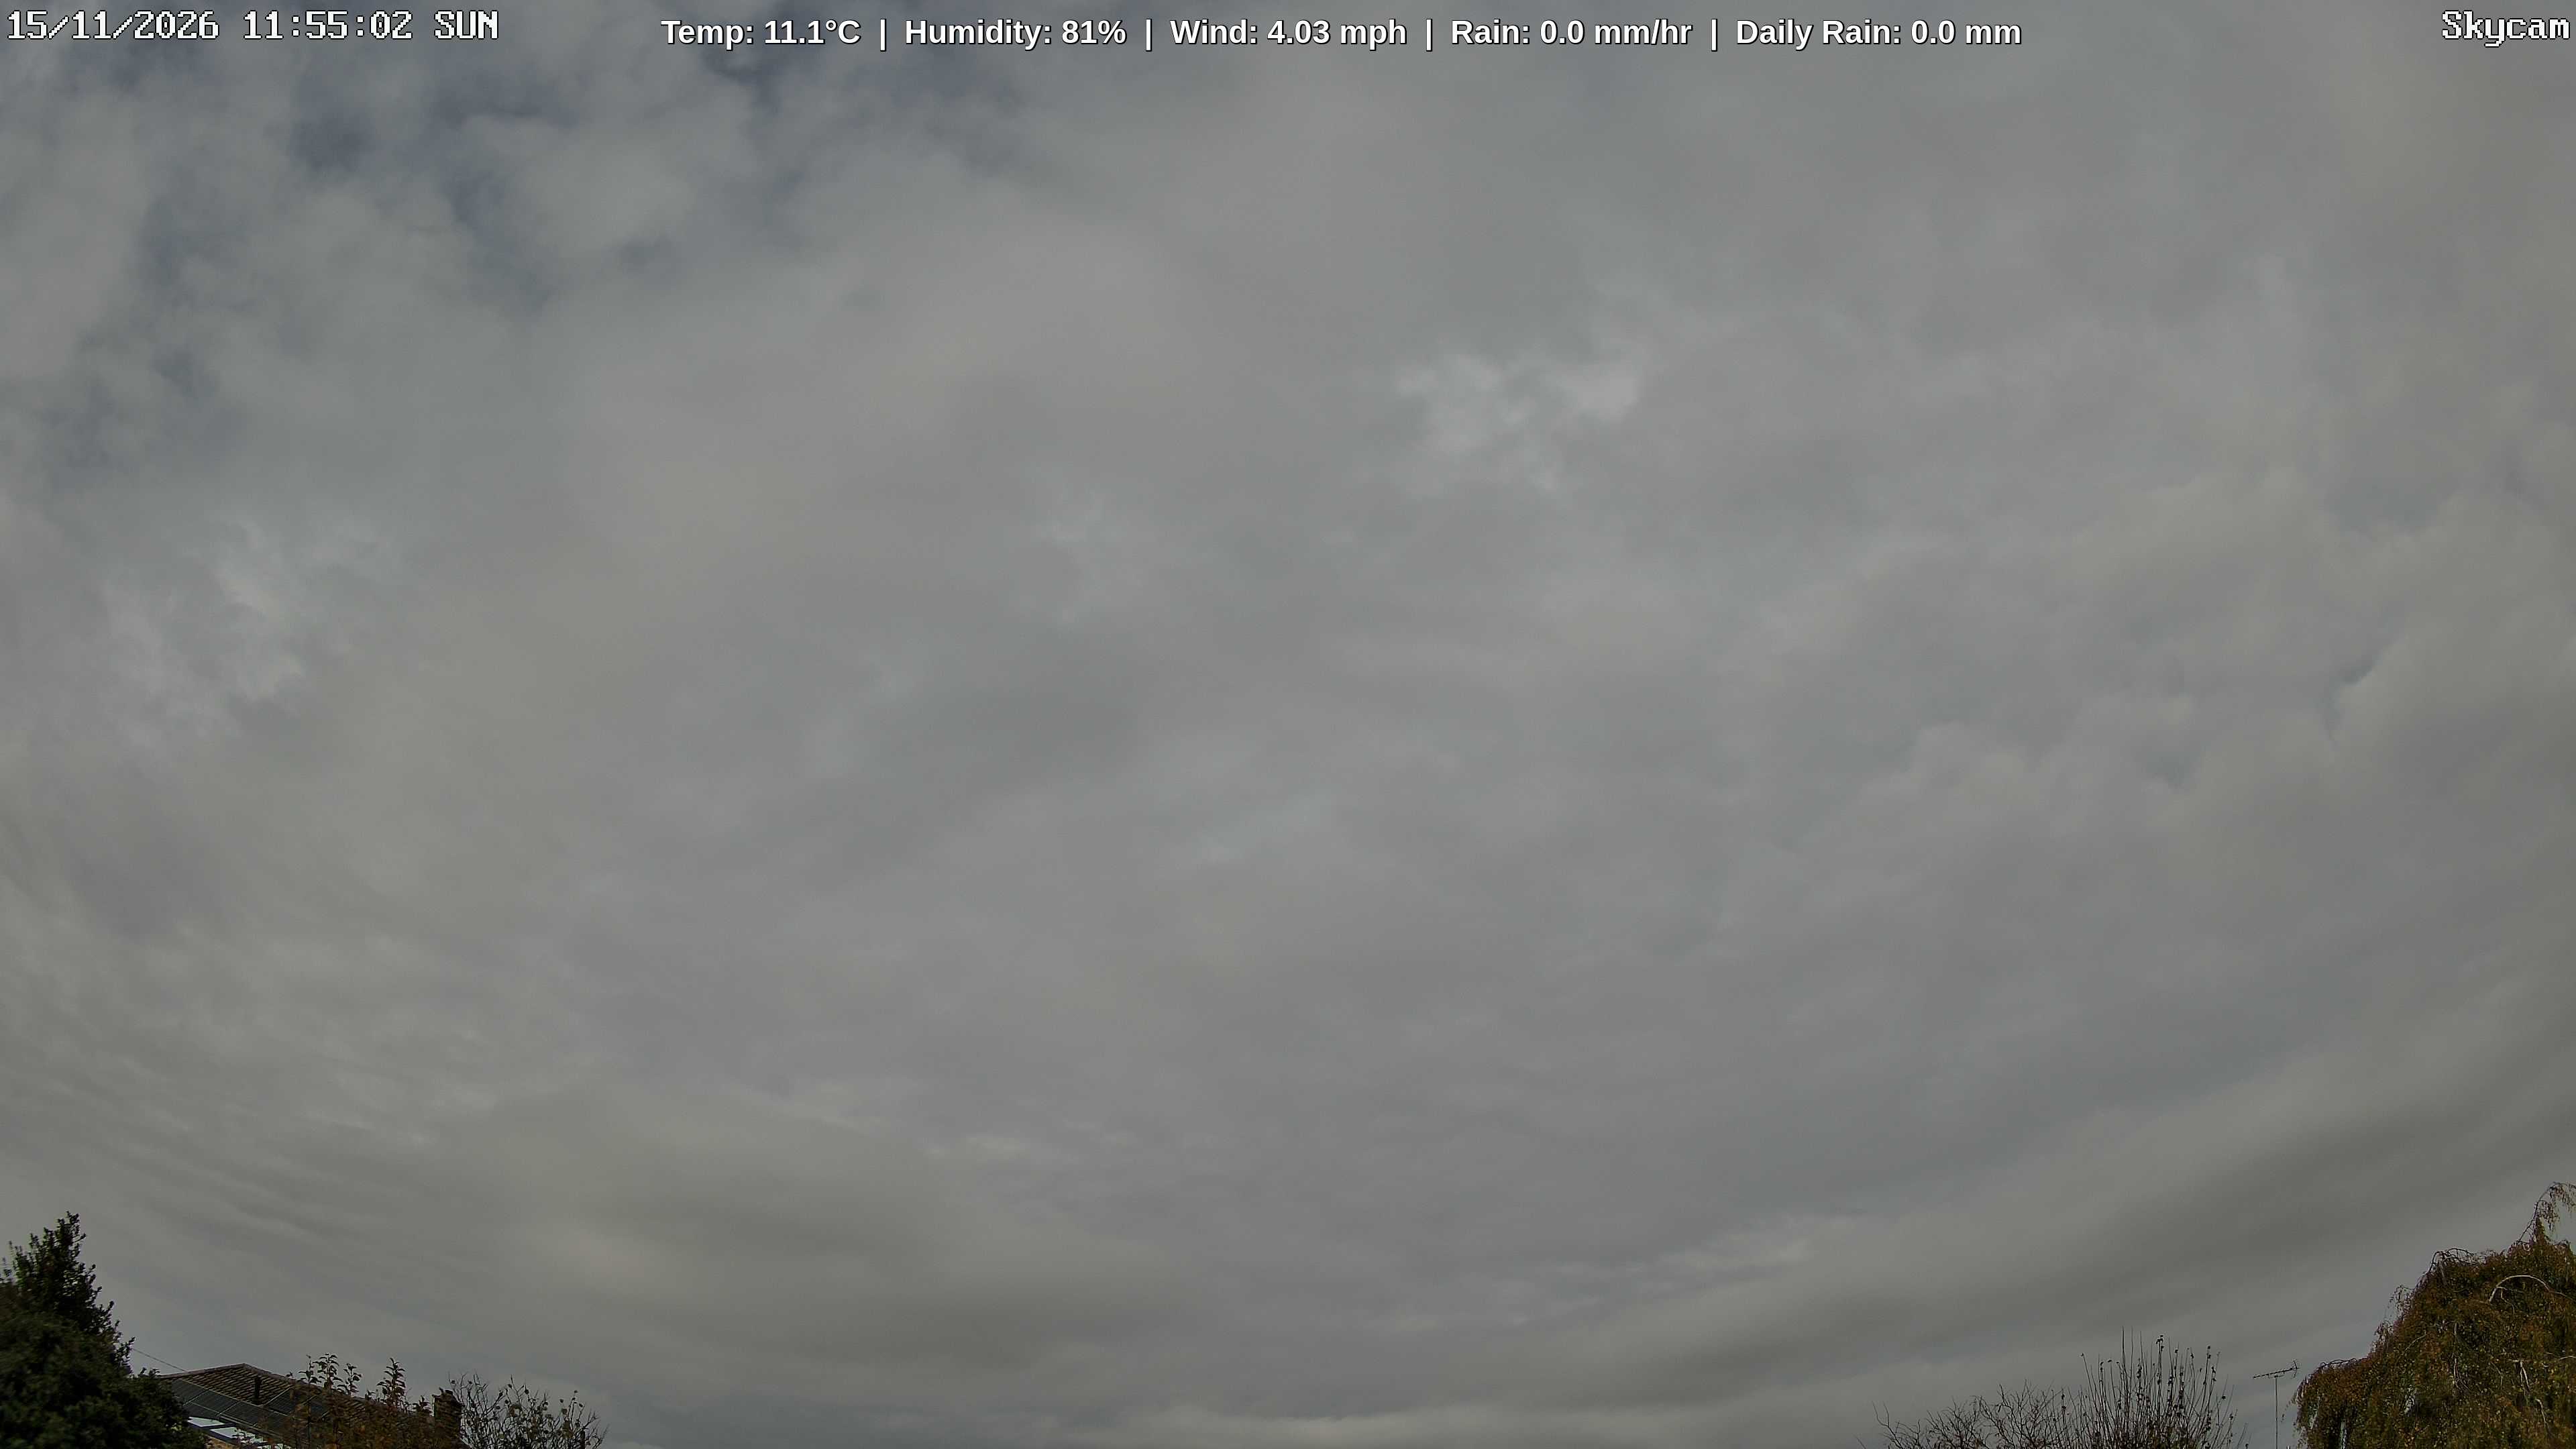 15/11/2026 11:55:02 SUN
Temp: 11.1°C | Humidity: 81% | Wind: 4.03 mph | Rain: 0.0 mm/hr | Daily Rain: 0.0 mm
Skycam